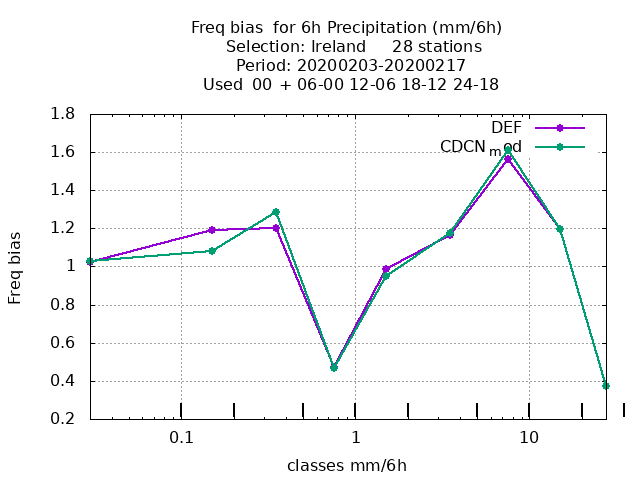 Freq bias  for 6h Precipitation (mm/6h)
Selection: Ireland     28 stations
Period: 20200203-20200217
Used  00  + 06-00 12-06 18-12 24-18
1.8
1.6
1.4
1.2
1
0.8
0.6
0.4
0.2
Freq bias
DEF
CDCNmod
0.1
1
10
classes mm/6h